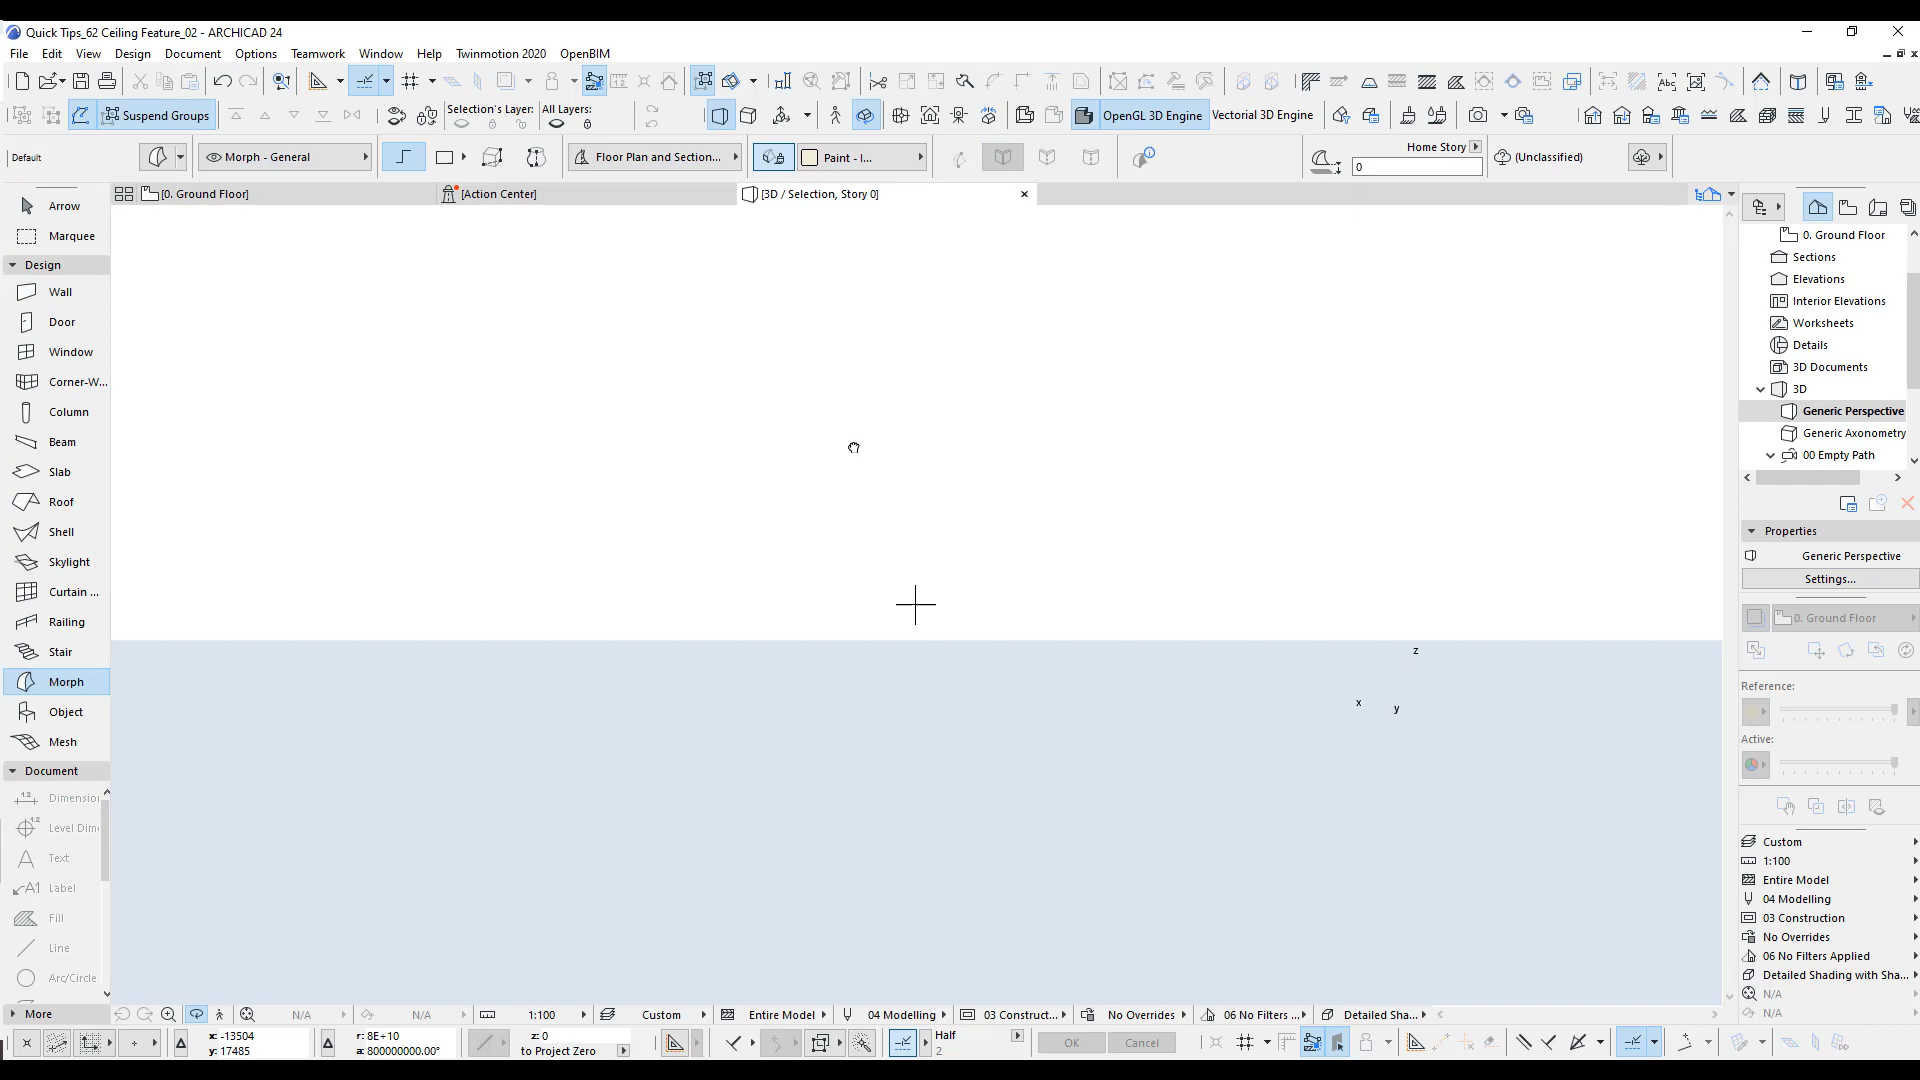 Quick Tips_62 Ceiling Feature_02 - ARCHICAD 24
File Edit View Design Document Options Teamwork Window Help Twinmotion 2020 OpenBIM
Suspend Groups
Selection's Layer:
All Layers:
OpenGL 3D Engine
Vectorial 3D Engine
Default
Morph - General
Floor Plan and Section...
Paint - I...
Home Story
0
(Unclassified)
[0. Ground Floor]
[Action Center]
[3D / Selection, Story 0]
Arrow
Marquee
Design
Wall
Door
Window
Corner-W...
Column
Beam
Slab
Roof
Shell
Skylight
Curtain ...
Railing
Stair
Morph
Object
Mesh
Document
Dimension
Level Dim
Text
A1 Label
Fill
Line
Arc/Circle
More
z
x
y
0. Ground Floor
Sections
Elevations
Interior Elevations
Worksheets
Details
3D Documents
3D
Generic Perspective
Generic Axonometry
00 Empty Path
Properties
Generic Perspective
Settings...
0. Ground Floor
Reference:
Active:
Custom
1:100
Entire Model
04 Modelling
03 Construction
No Overrides
06 No Filters Applied
Detailed Shading with Sha...
N/A
N/A
N/A N/A 1:100 Custom Entire Model 04 Modelling 03 Construct... No Overrides 06 No Filters ... Detailed Sha...
x: -13504
y: 17485
r: 8E+10
a: 800000000.00°
z: 0
to Project Zero
Half
2
OK
Cancel